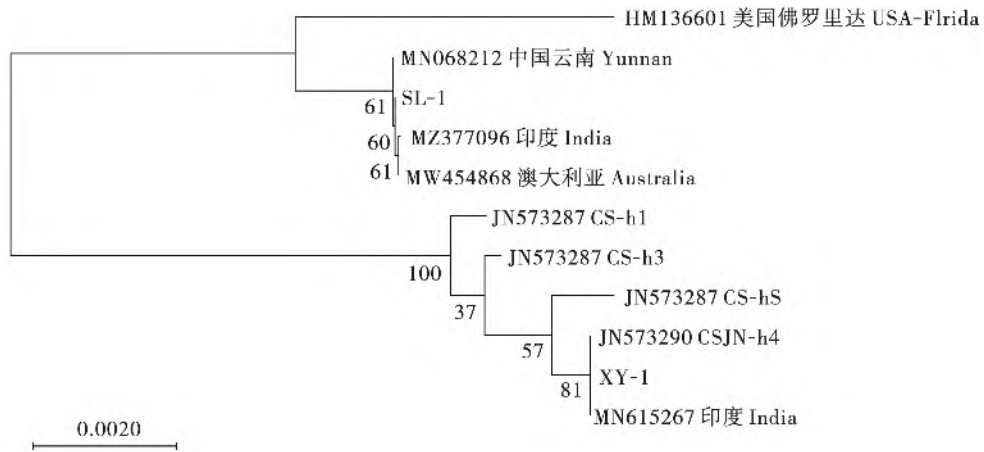 HM136601 美国佛罗里达 USA-Flrida
MN068212 中国云南 Yunnan
61
SL-1
60
MZ377096 印度 India
61
MW454868 澳大利亚 Australia
JN573287 CS-h1
100
JN573287 CS-h3
37
JN573287 CS-hS
57
JN573290 CSJN-h4
81
XY-1
MN615267 印度 India
0.0020